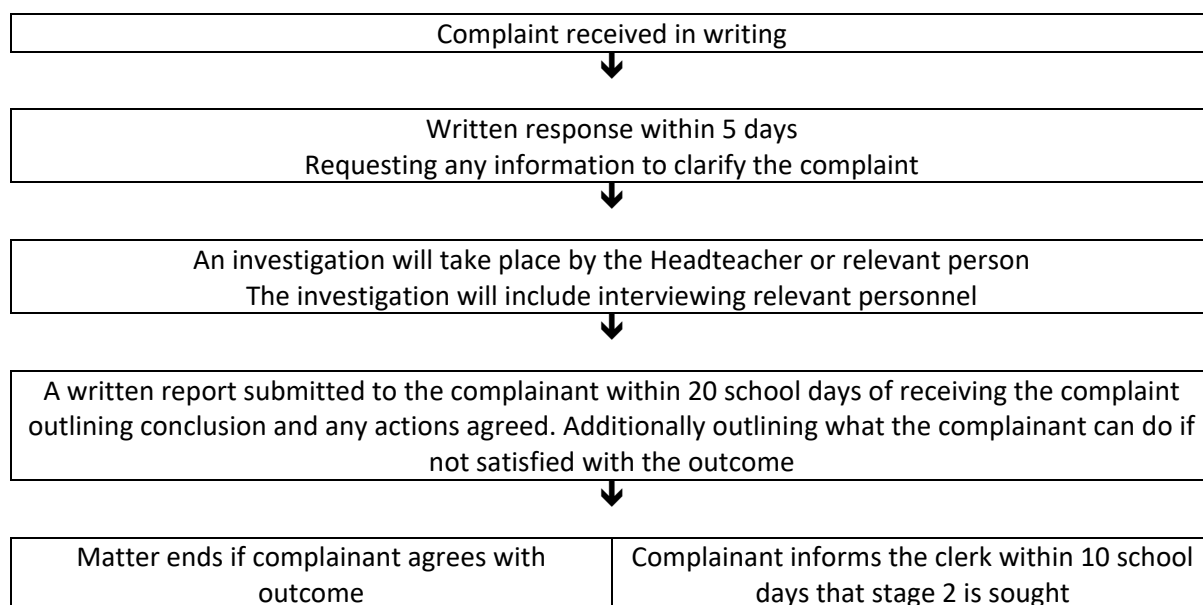 Complaint received in writing
Written response within 5 days
Requesting any information to clarify the complaint
An investigation will take place by the Headteacher or relevant person
The investigation will include interviewing relevant personnel
A written report submitted to the complainant within 20 school days of receiving the complaint
outlining conclusion and any actions agreed. Additionally outlining what the complainant can do if
not satisfied with the outcome
Matter ends if complainant agrees with
outcome
Complainant informs the clerk within 10 school
days that stage 2 is sought